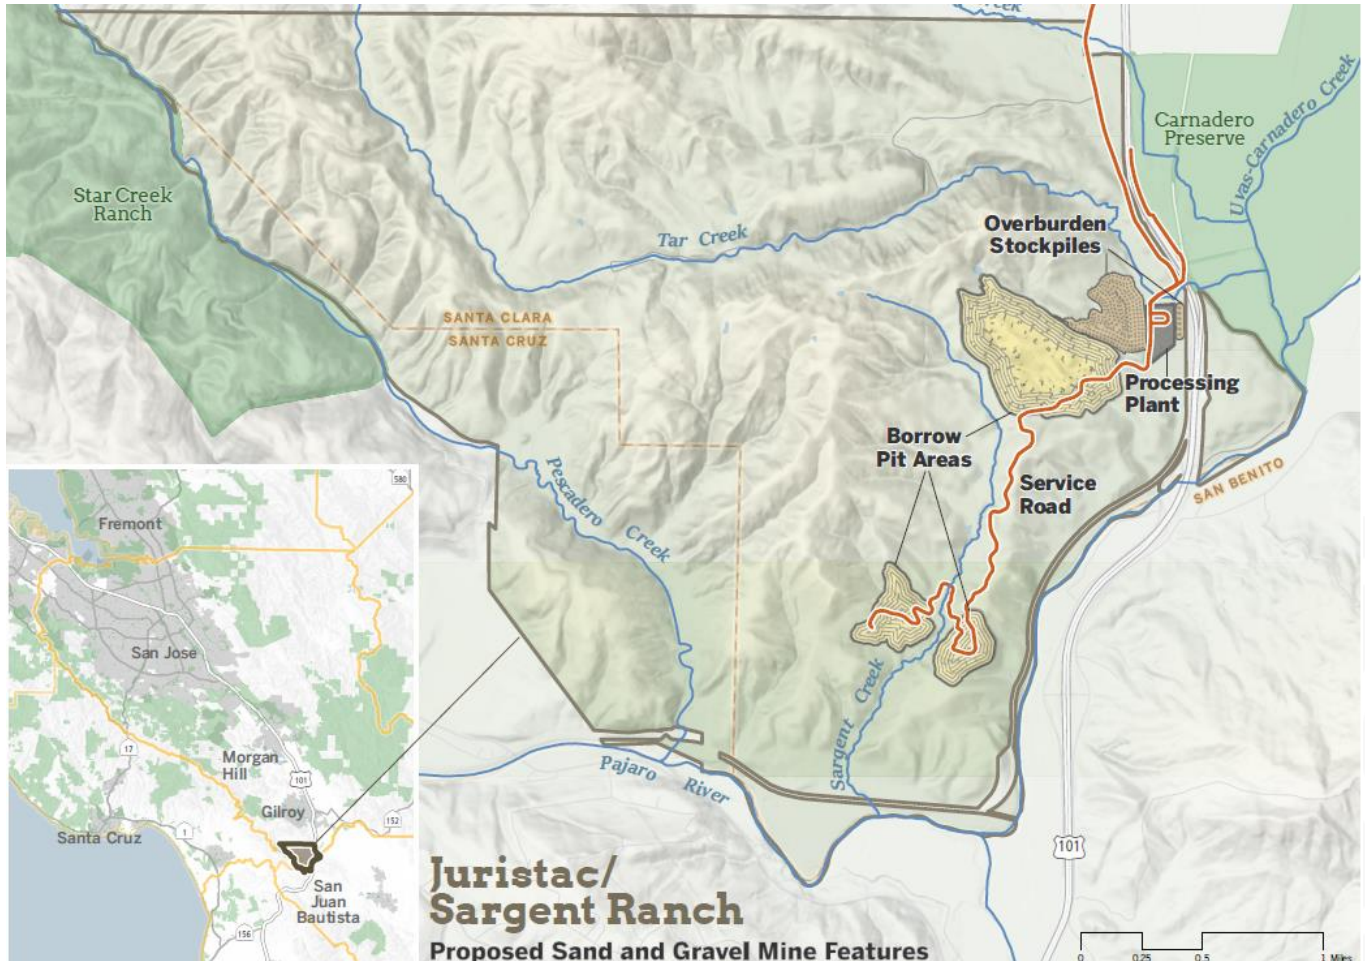 Creek
Carnadero
Preserve
Uvas-Carnadero Creek
Star Creek
Ranch
Overburden
Stockpiles
Tar Creek
SANTA CLARA
SANTA CRUZ
Processing
Plant
Borrow
Pit Areas
Service
Road
SAN BENITO
Pescadero Creek
Sargent Creek
Pajaro River
101
580
Fremont
San Jose
17
Morgan
Hill
101
Gilroy
152
Santa Cruz
1
San
Juan
Bautista
156
Juristac/
Sargent Ranch
Proposed Sand and Gravel Mine Features
0 0.25 0.5 1 Miles